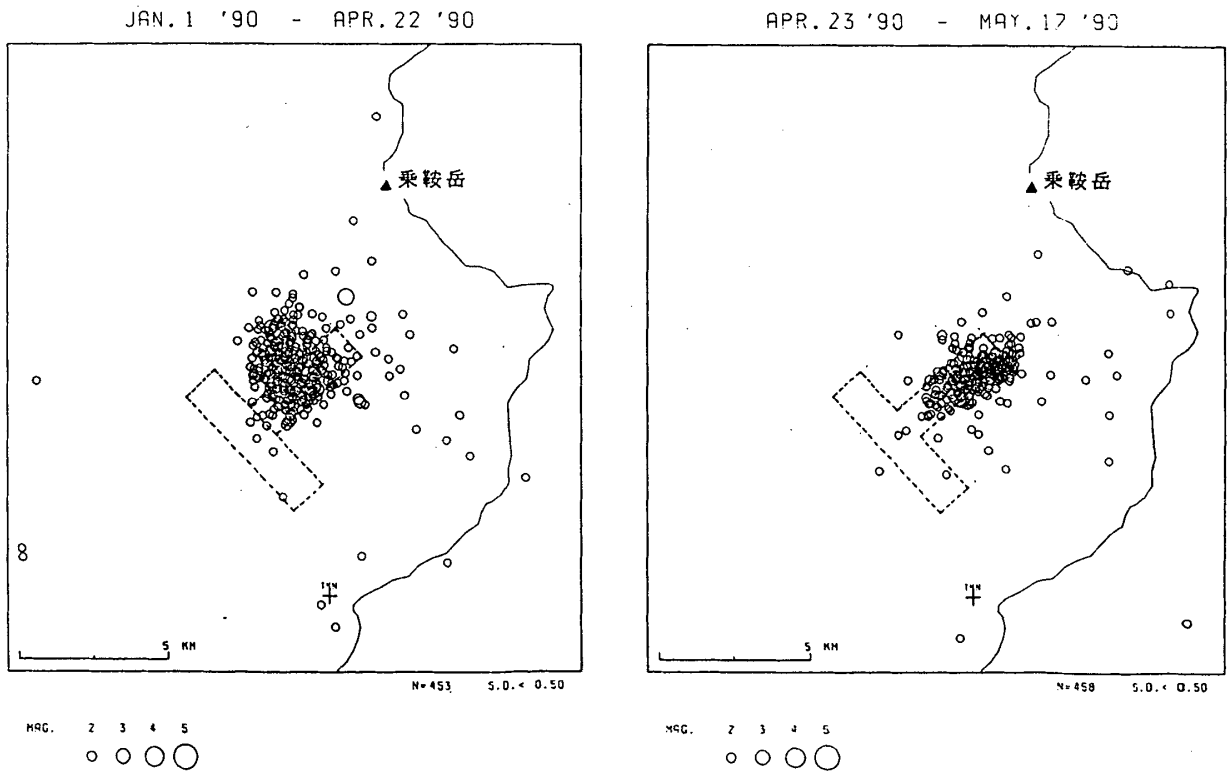 JAN. 1 '90 - APR. 22 '90
APR. 23 '90 - MAY. 17 '90
乗鞍岳
乗鞍岳
5 KM
5 KM
N=453 S.D.< 0.50
N=458 S.D.< 0.50
MAG. 2 3 4 5
MAG. 2 3 4 5